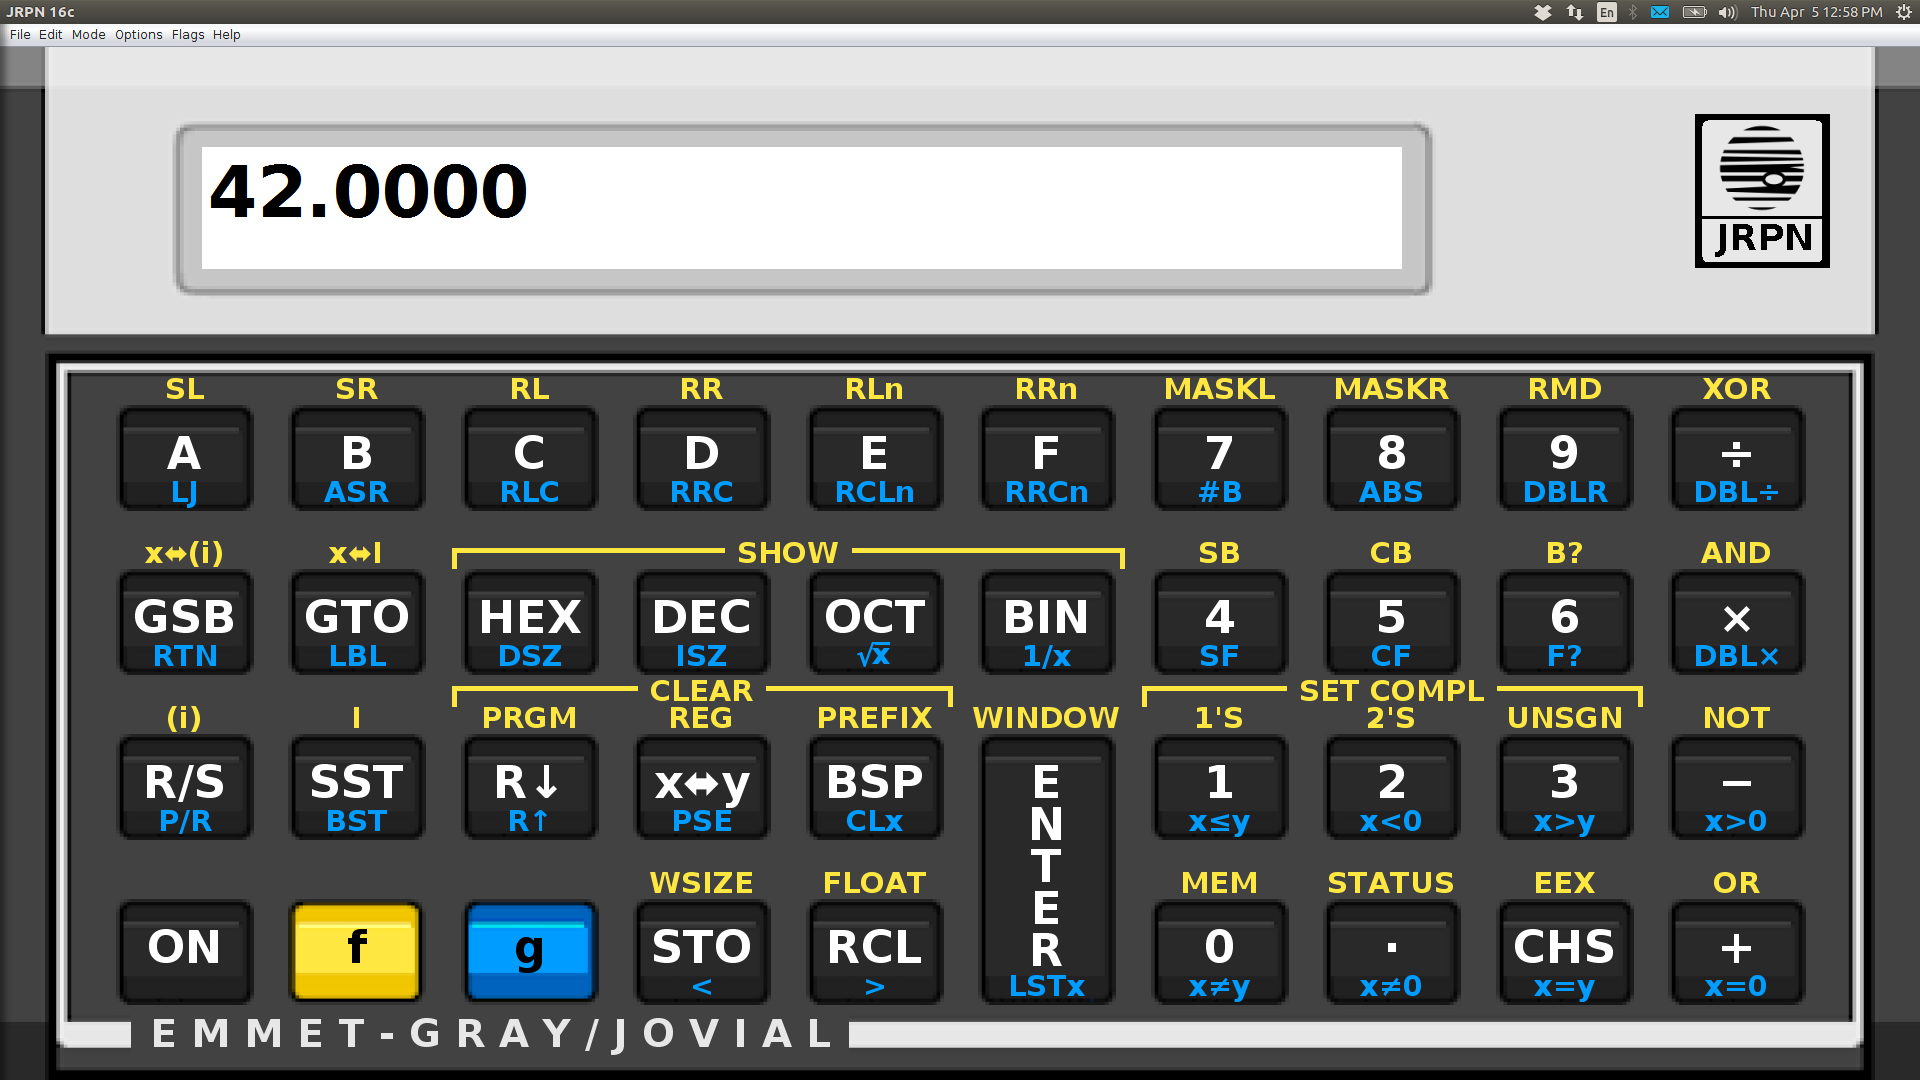 JRPN 16c
En
Thu Apr 5 12:58 PM
File Edit Mode Options Flags Help
42.0000
JRPN
SL SR RL RR RLn RRn MASKL MASKR RMD XOR
A B C D E F 7 8 9 ÷
LJ ASR RLC RRC RCLn RRCn #B ABS DBLR DBL÷
x⬌(i) x⬌I SHOW SB CB B? AND
GSB GTO HEX DEC OCT BIN 4 5 6 ×
RTN LBL DSZ ISZ √x 1/x SF CF F? DBL×
CLEAR SET COMPL
(i) I PRGM REG PREFIX WINDOW 1'S 2'S UNSGN NOT
R/S SST R↓ x⬌y BSP ENTER 1 2 3 −
P/R BST R↑ PSE CLx x≤y x<0 x>y x>0
WSIZE FLOAT MEM STATUS EEX OR
ON f g STO RCL 0 · CHS +
< > LSTx x≠y x≠0 x=y x=0
EMMET-GRAY/JOVIAL